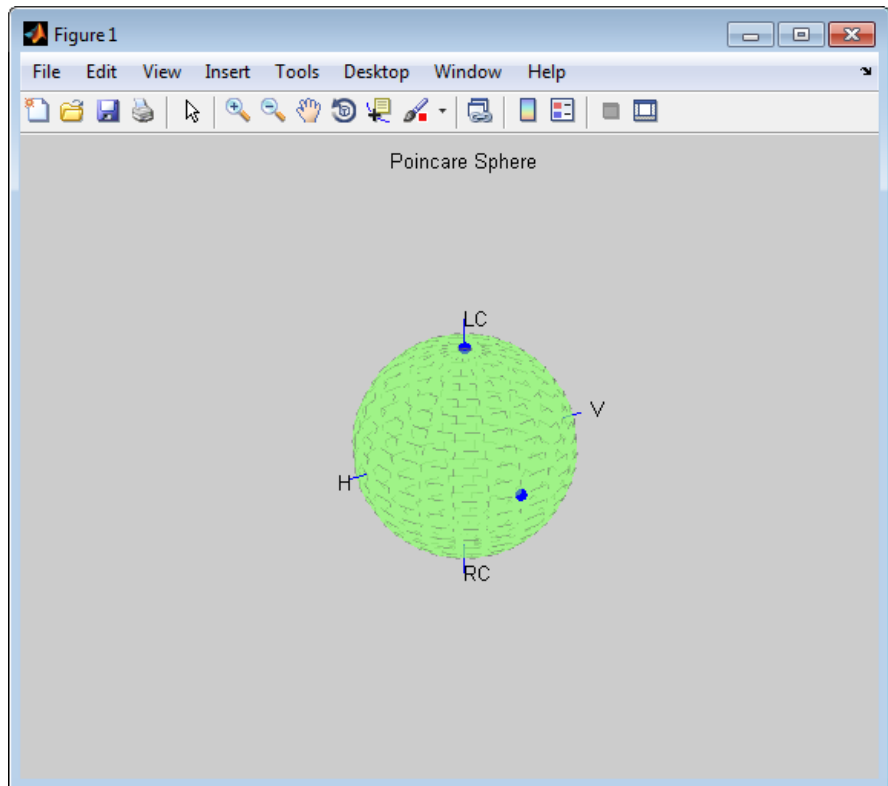 Figure 1
File Edit View Insert Tools Desktop Window Help
Poincare Sphere
LC
V
H
RC